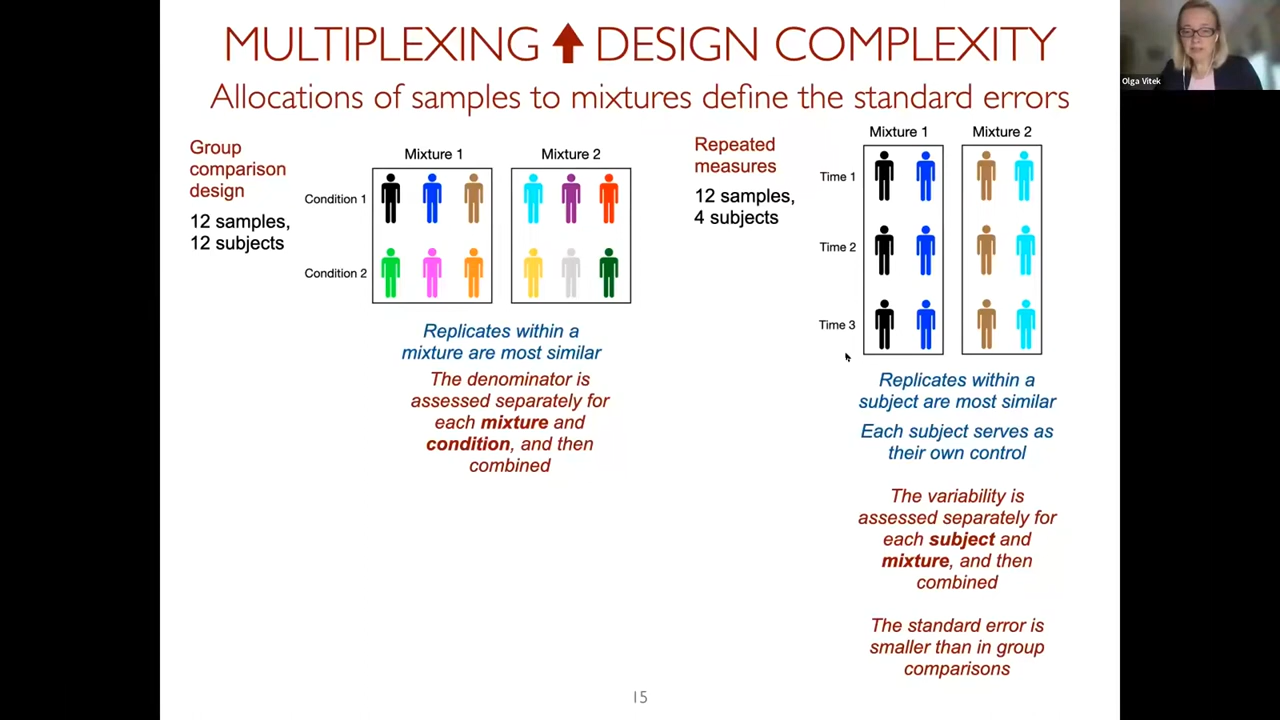 MULTIPLEXING ↑ DESIGN COMPLEXITY
Allocations of samples to mixtures define the standard errors
Olga Vitek
Group
comparison
design
12 samples,
12 subjects
Mixture 1
Mixture 2
Condition 1
Condition 2
Replicates within a
mixture are most similar
The denominator is
assessed separately for
each mixture and
condition, and then
combined
Repeated
measures
12 samples,
4 subjects
Mixture 1
Mixture 2
Time 1
Time 2
Time 3
Replicates within a
subject are most similar
Each subject serves as
their own control
The variability is
assessed separately for
each subject and
mixture, and then
combined
The standard error is
smaller than in group
comparisons
15